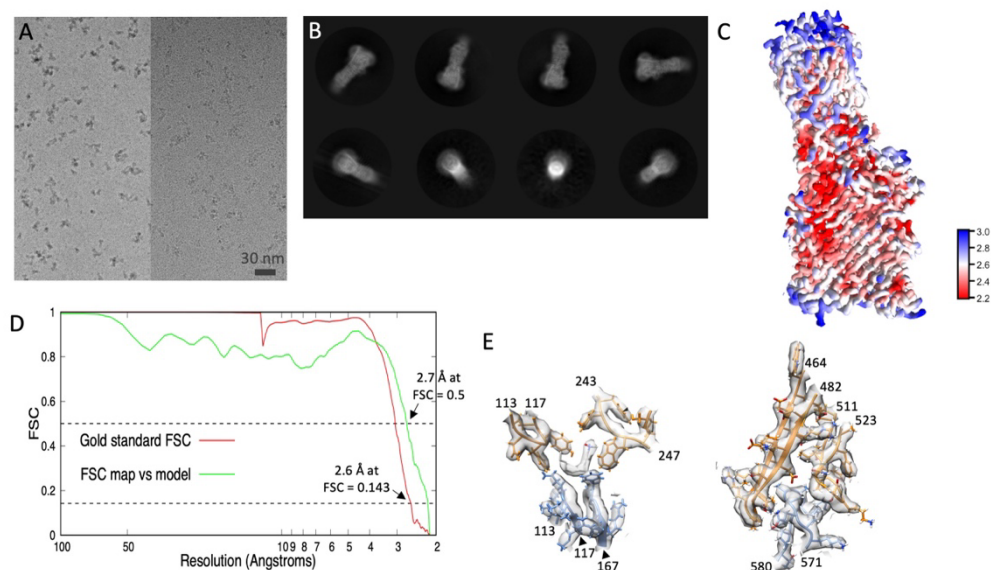 A
30 nm
B
C
3.0
2.8
2.6
2.4
2.2
D
1
0.8
0.6
0.4
0.2
0
FSC
2.7 Å at
FSC = 0.5
Gold standard FSC
FSC map vs model
2.6 Å at
FSC = 0.143
100 50 10 9 8 7 6 5 4 3 2
Resolution (Angstroms)
E
113 117
243
247
113
117
167
464
482
511
523
580
571